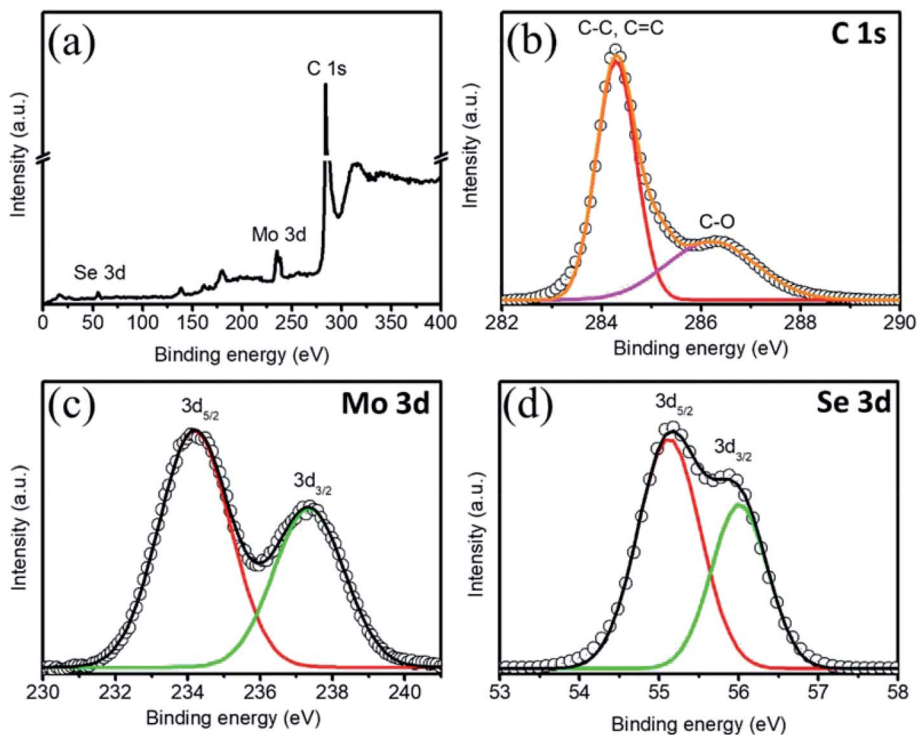 (a)
C 1s
Mo 3d
Se 3d
Intensity (a.u.)
0 50 100 150 200 250 300 350 400
Binding energy (eV)
(b)
C-C, C=C
C 1s
C-O
Intensity (a.u.)
282 284 286 288 290
Binding energy (eV)
(c)
Mo 3d
3d5/2
3d3/2
Intensity (a.u.)
230 232 234 236 238 240
Binding energy (eV)
(d)
Se 3d
3d5/2
3d3/2
Intensity (a.u.)
53 54 55 56 57 58
Binding energy (eV)